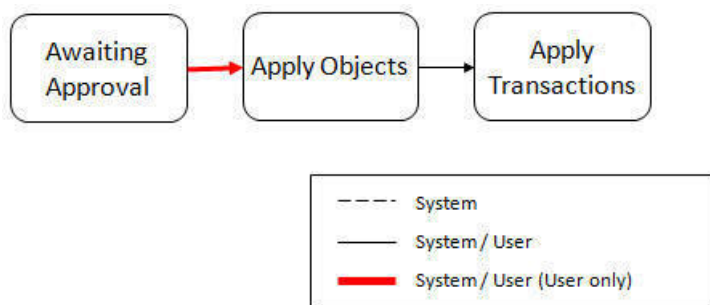 Awaiting
Approval
Apply Objects
Apply
Transactions
System
System / User
System / User (User only)